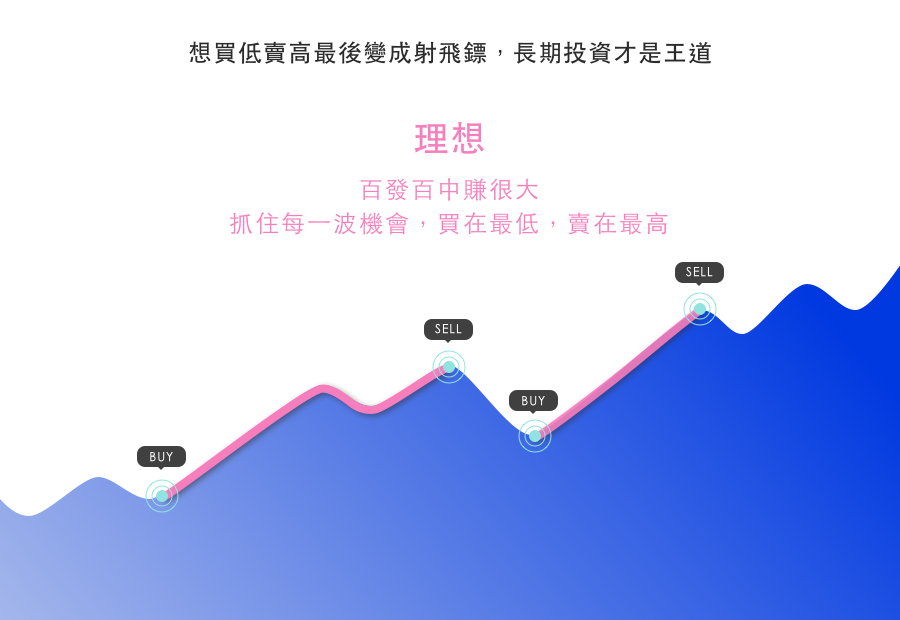 想買低賣高最後變成射飛鏢，長期投資才是王道
理想
百發百中賺很大
抓住每一波機會，買在最低，賣在最高
SELL
SELL
BUY
BUY